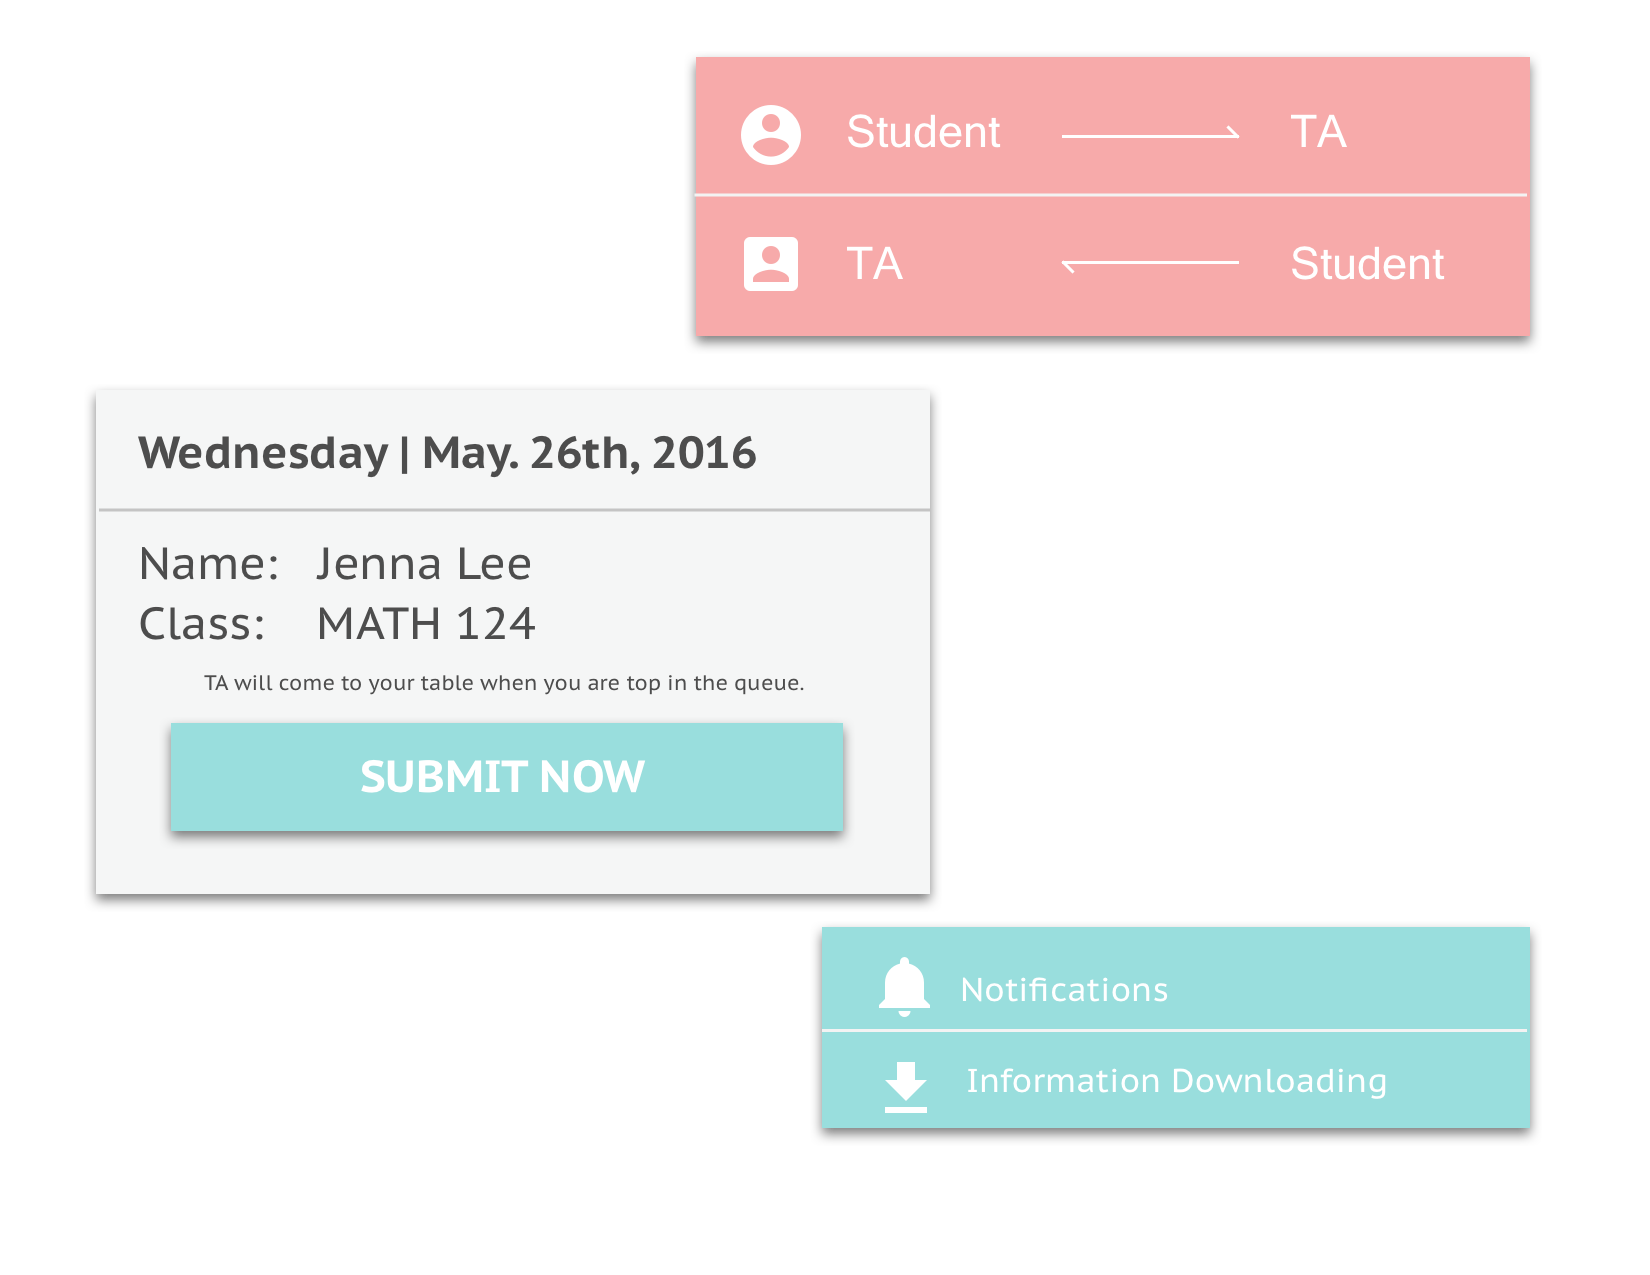 Student TA
TA Student
Wednesday | May. 26th, 2016
Name: Jenna Lee
Class: MATH 124
TA will come to your table when you are top in the queue.
SUBMIT NOW
Notifications
Information Downloading